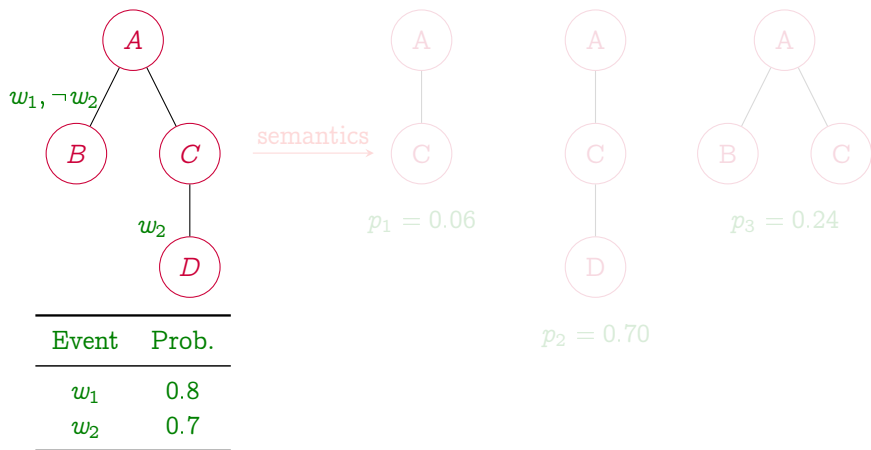 A
A
A
A
w₁, ¬w₂
semantics
B
C
C
C
B
C
w₂
p₁ = 0.06
p₃ = 0.24
D
D
p₂ = 0.70
Event Prob.
w₁ 0.8
w₂ 0.7